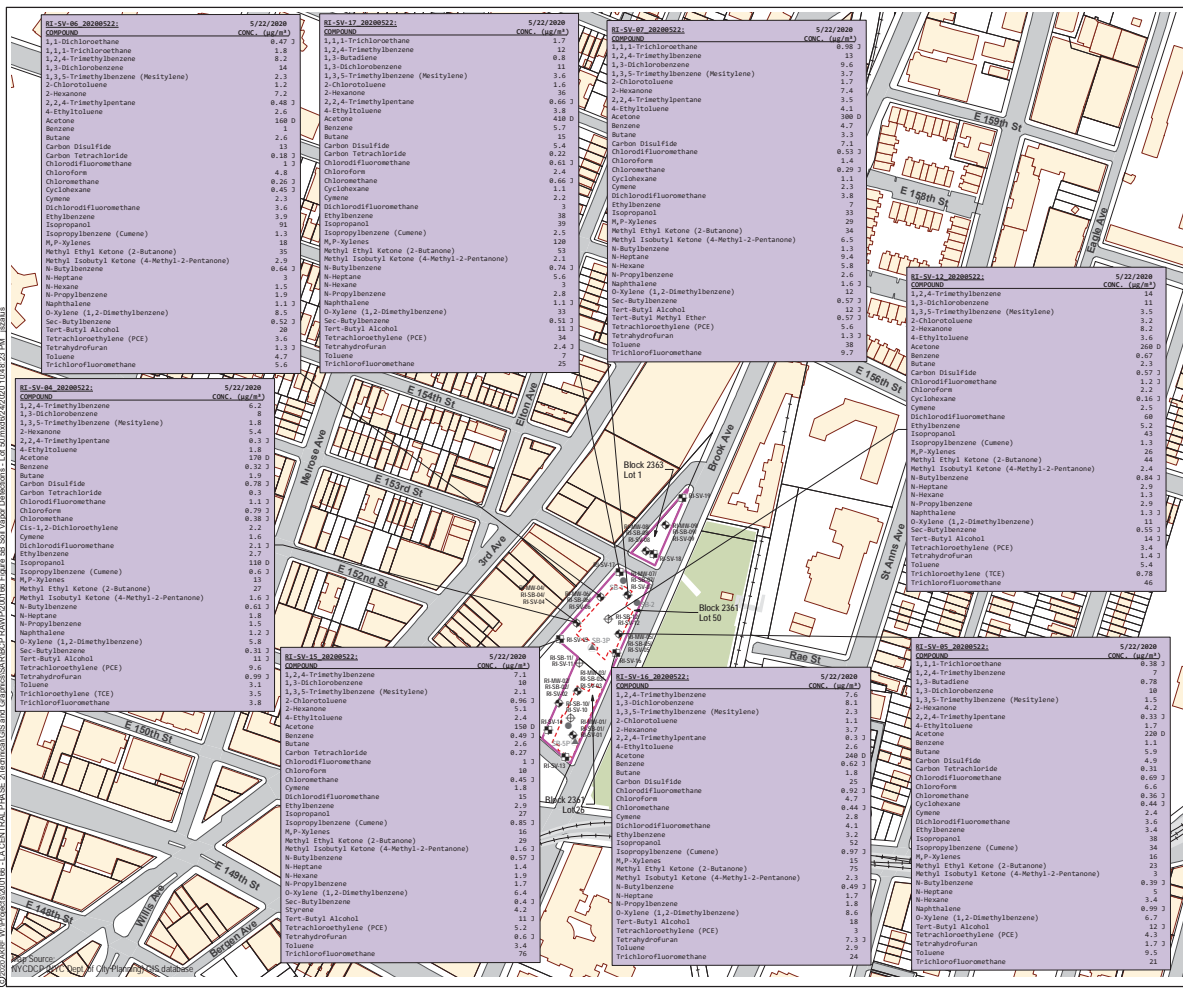 RI-SV-06_20200522: 5/22/2020
COMPOUND CONC. (µg/m³)
1,1-Dichloroethane 0.47 J
1,1,1-Trichloroethane 1.8
1,2,4-Trimethylbenzene 8.2
1,3-Dichlorobenzene 14
1,3,5-Trimethylbenzene (Mesitylene) 2.3
2-Chlorotoluene 1.2
2-Hexanone 7.2
2,2,4-Trimethylpentane 0.48 J
4-Ethyltoluene 2.6
Acetone 160 D
Benzene 1
Butane 2.6
Carbon Disulfide 13
Carbon Tetrachloride 0.18 J
Chlorodifluoromethane 1 J
Chloroform 4.8
Chloromethane 0.26 J
Cyclohexane 0.45 J
Cymene 2.3
Dichlorodifluoromethane 3.6
Ethylbenzene 3.9
Isopropanol 91
Isopropylbenzene (Cumene) 1.3
M,P-Xylenes 18
Methyl Ethyl Ketone (2-Butanone) 35
Methyl Isobutyl Ketone (4-Methyl-2-Pentanone) 2.9
N-Butylbenzene 0.64 J
N-Heptane 3
N-Hexane 1.5
N-Propylbenzene 1.9
Naphthalene 1.1 J
O-Xylene (1,2-Dimethylbenzene) 8.5
Sec-Butylbenzene 0.52 J
Tert-Butyl Alcohol 20
Tetrachloroethylene (PCE) 3.6
Tetrahydrofuran 1.3 J
Toluene 4.7
Trichlorofluoromethane 5.6
RI-SV-17_20200522: 5/22/2020
COMPOUND CONC. (µg/m³)
1,1,1-Trichloroethane 1.7
1,2,4-Trimethylbenzene 12
1,3-Butadiene 0.8
1,3-Dichlorobenzene 11
1,3,5-Trimethylbenzene (Mesitylene) 3.6
2-Chlorotoluene 1.6
2-Hexanone 36
2,2,4-Trimethylpentane 0.66 J
4-Ethyltoluene 3.8
Acetone 410 D
Benzene 5.7
Butane 15
Carbon Disulfide 5.4
Carbon Tetrachloride 0.22
Chlorodifluoromethane 0.61 J
Chloroform 2.4
Chloromethane 0.66 J
Cyclohexane 1.1
Cymene 2.2
Dichlorodifluoromethane 3
Ethylbenzene 38
Isopropanol 39
Isopropylbenzene (Cumene) 2.5
M,P-Xylenes 120
Methyl Ethyl Ketone (2-Butanone) 53
Methyl Isobutyl Ketone (4-Methyl-2-Pentanone) 2.1
N-Butylbenzene 0.74 J
N-Heptane 5.6
N-Hexane 3
N-Propylbenzene 2.8
Naphthalene 1.1 J
O-Xylene (1,2-Dimethylbenzene) 33
Sec-Butylbenzene 0.51 J
Tert-Butyl Alcohol 11 J
Tetrachloroethylene (PCE) 34
Tetrahydrofuran 2.4 J
Toluene 7
Trichlorofluoromethane 25
RI-SV-07_20200522: 5/22/2020
COMPOUND CONC. (µg/m³)
1,1,1-Trichloroethane 0.98 J
1,2,4-Trimethylbenzene 13
1,3-Dichlorobenzene 9.6
1,3,5-Trimethylbenzene (Mesitylene) 3.7
2-Chlorotoluene 1.7
2-Hexanone 7.4
2,2,4-Trimethylpentane 3.5
4-Ethyltoluene 4.1
Acetone 300 D
Benzene 4.7
Butane 3.3
Carbon Disulfide 7.1
Chlorodifluoromethane 0.53 J
Chloroform 1.4
Chloromethane 0.29 J
Cyclohexane 1.1
Cymene 2.3
Dichlorodifluoromethane 3.8
Ethylbenzene 7
Isopropanol 33
M,P-Xylenes 29
Methyl Ethyl Ketone (2-Butanone) 34
Methyl Isobutyl Ketone (4-Methyl-2-Pentanone) 6.5
N-Butylbenzene 1.3
N-Heptane 9.4
N-Hexane 5.8
N-Propylbenzene 2.6
Naphthalene 1.6 J
O-Xylene (1,2-Dimethylbenzene) 12
Sec-Butylbenzene 0.57 J
Tert-Butyl Alcohol 12 J
Tert-Butyl Methyl Ether 0.57 J
Tetrachloroethylene (PCE) 5.6
Tetrahydrofuran 1.3 J
Toluene 38
Trichlorofluoromethane 9.7
E 159th St
E 158th St
Eagle Ave
RI-SV-12_20200522: 5/22/2020
COMPOUND CONC. (µg/m³)
1,2,4-Trimethylbenzene 14
1,3-Dichlorobenzene 11
1,3,5-Trimethylbenzene (Mesitylene) 3.5
2-Chlorotoluene 3.2
2-Hexanone 8.2
4-Ethyltoluene 3.6
Acetone 260 D
Benzene 0.67
Butane 2.3
Carbon Disulfide 0.57 J
Chlorodifluoromethane 1.2 J
Chloroform 2.2
Cyclohexane 0.16 J
Cymene 2.5
Dichlorodifluoromethane 60
Ethylbenzene 5.2
Isopropanol 43
Isopropylbenzene (Cumene) 1.3
M,P-Xylenes 26
Methyl Ethyl Ketone (2-Butanone) 44
Methyl Isobutyl Ketone (4-Methyl-2-Pentanone) 2.4
N-Butylbenzene 0.84 J
N-Heptane 2.9
N-Hexane 1.3
N-Propylbenzene 2.9
Naphthalene 1.3 J
O-Xylene (1,2-Dimethylbenzene) 11
Sec-Butylbenzene 0.55 J
Tert-Butyl Alcohol 14 J
Tetrachloroethylene (PCE) 3.4
Tetrahydrofuran 1.4 J
Toluene 5.4
Trichloroethylene (TCE) 0.78
Trichlorofluoromethane 46
RI-SV-04_20200522: 5/22/2020
COMPOUND CONC. (µg/m³)
1,2,4-Trimethylbenzene 6.2
1,3-Dichlorobenzene 8
1,3,5-Trimethylbenzene (Mesitylene) 1.8
2-Hexanone 5.4
2,2,4-Trimethylpentane 0.3 J
4-Ethyltoluene 1.8
Acetone 170 D
Benzene 0.32 J
Butane 1.9
Carbon Disulfide 0.78 J
Carbon Tetrachloride 0.3
Chlorodifluoromethane 1.1 J
Chloroform 0.79 J
Chloromethane 0.38 J
Cis-1,2-Dichloroethylene 2.2
Cymene 1.6
Dichlorodifluoromethane 2.1 J
Ethylbenzene 2.7
Isopropanol 110 D
Isopropylbenzene (Cumene) 0.6 J
M,P-Xylenes 13
Methyl Ethyl Ketone (2-Butanone) 27
Methyl Isobutyl Ketone (4-Methyl-2-Pentanone) 1.6 J
N-Butylbenzene 0.61 J
N-Heptane 1.8
N-Propylbenzene 1.5
Naphthalene 1.2 J
O-Xylene (1,2-Dimethylbenzene) 5.8
Sec-Butylbenzene 0.31 J
Tert-Butyl Alcohol 11 J
Tetrachloroethylene (PCE) 9.6
Tetrahydrofuran 0.99 J
Toluene 3.1
Trichloroethylene (TCE) 3.5
Trichlorofluoromethane 3.8
E 154th St
Elton Ave
E 156th St
Melrose Ave
Brook Ave
Block 2363
Lot 1
E 153rd St
3rd Ave
E 152nd St
St Anns Ave
RI-SV-19
RI-SV-18
RI-SV-17
Block 2361
Lot 50
SB-2
SB-3P
Rae St
RI-SV-16
RI-SV-13
SB-5P
Block 2361
Lot 26
RI-SV-15_20200522: 5/22/2020
COMPOUND CONC. (µg/m³)
1,2,4-Trimethylbenzene 7.1
1,3-Dichlorobenzene 10
1,3,5-Trimethylbenzene (Mesitylene) 2.1
2-Chlorotoluene 0.96 J
2-Hexanone 5.1
4-Ethyltoluene 2.4
Acetone 150 D
Benzene 0.49 J
Butane 2.6
Carbon Tetrachloride 0.27
Chlorodifluoromethane 1 J
Chloroform 10
Chloromethane 0.45 J
Cymene 1.8
Dichlorodifluoromethane 15
Ethylbenzene 2.9
Isopropanol 27
Isopropylbenzene (Cumene) 0.85 J
M,P-Xylenes 16
Methyl Ethyl Ketone (2-Butanone) 29
Methyl Isobutyl Ketone (4-Methyl-2-Pentanone) 1.6 J
N-Butylbenzene 0.57 J
N-Heptane 1.4
N-Hexane 1.9
N-Propylbenzene 1.7
O-Xylene (1,2-Dimethylbenzene) 6.4
Sec-Butylbenzene 0.4 J
Styrene 4.2
Tert-Butyl Alcohol 11 J
Tetrachloroethylene (PCE) 5.2
Tetrahydrofuran 0.6 J
Toluene 3.4
Trichlorofluoromethane 76
RI-SV-16_20200522: 5/22/2020
COMPOUND CONC. (µg/m³)
1,2,4-Trimethylbenzene 7.6
1,3-Dichlorobenzene 8.1
1,3,5-Trimethylbenzene (Mesitylene) 2.3
2-Chlorotoluene 1.1
2-Hexanone 3.7
2,2,4-Trimethylpentane 0.3 J
4-Ethyltoluene 2.6
Acetone 240 D
Benzene 0.62 J
Butane 1.8
Carbon Disulfide 25
Chlorodifluoromethane 0.92 J
Chloroform 4.7
Chloromethane 0.44 J
Cymene 2.8
Dichlorodifluoromethane 4.1
Ethylbenzene 3.2
Isopropanol 52
Isopropylbenzene (Cumene) 0.97 J
M,P-Xylenes 15
Methyl Ethyl Ketone (2-Butanone) 75
Methyl Isobutyl Ketone (4-Methyl-2-Pentanone) 2.3
N-Butylbenzene 0.49 J
N-Heptane 1.7
N-Propylbenzene 1.8
O-Xylene (1,2-Dimethylbenzene) 8.6
Tert-Butyl Alcohol 18
Tetrachloroethylene (PCE) 3
Tetrahydrofuran 7.3 J
Toluene 2.9
Trichlorofluoromethane 24
RI-SV-05_20200522: 5/22/2020
COMPOUND CONC. (µg/m³)
1,1,1-Trichloroethane 0.38 J
1,2,4-Trimethylbenzene 7
1,3-Butadiene 0.78
1,3-Dichlorobenzene 10
1,3,5-Trimethylbenzene (Mesitylene) 1.5
2-Hexanone 4.2
2,2,4-Trimethylpentane 0.33 J
4-Ethyltoluene 1.7
Acetone 220 D
Benzene 1.1
Butane 5.9
Carbon Disulfide 4.9
Carbon Tetrachloride 0.31
Chlorodifluoromethane 0.69 J
Chloroform 6.6
Chloromethane 0.36 J
Cyclohexane 0.44 J
Cymene 2.4
Dichlorodifluoromethane 3.6
Ethylbenzene 3.4
Isopropanol 38
Isopropylbenzene (Cumene) 34
M,P-Xylenes 16
Methyl Ethyl Ketone (2-Butanone) 23
Methyl Isobutyl Ketone (4-Methyl-2-Pentanone) 3
N-Butylbenzene 0.39 J
N-Heptane 5
N-Hexane 3.4
Naphthalene 0.99 J
O-Xylene (1,2-Dimethylbenzene) 6.7
Tert-Butyl Alcohol 12 J
Tetrachloroethylene (PCE) 4.3
Tetrahydrofuran 1.7 J
Toluene 9.5
Trichlorofluoromethane 21
E 150th St
E 149th St
E 148th St
Willis Ave
Bergen Ave
Map Source:
NYCDCP (NYC Dept. of City Planning) GIS database